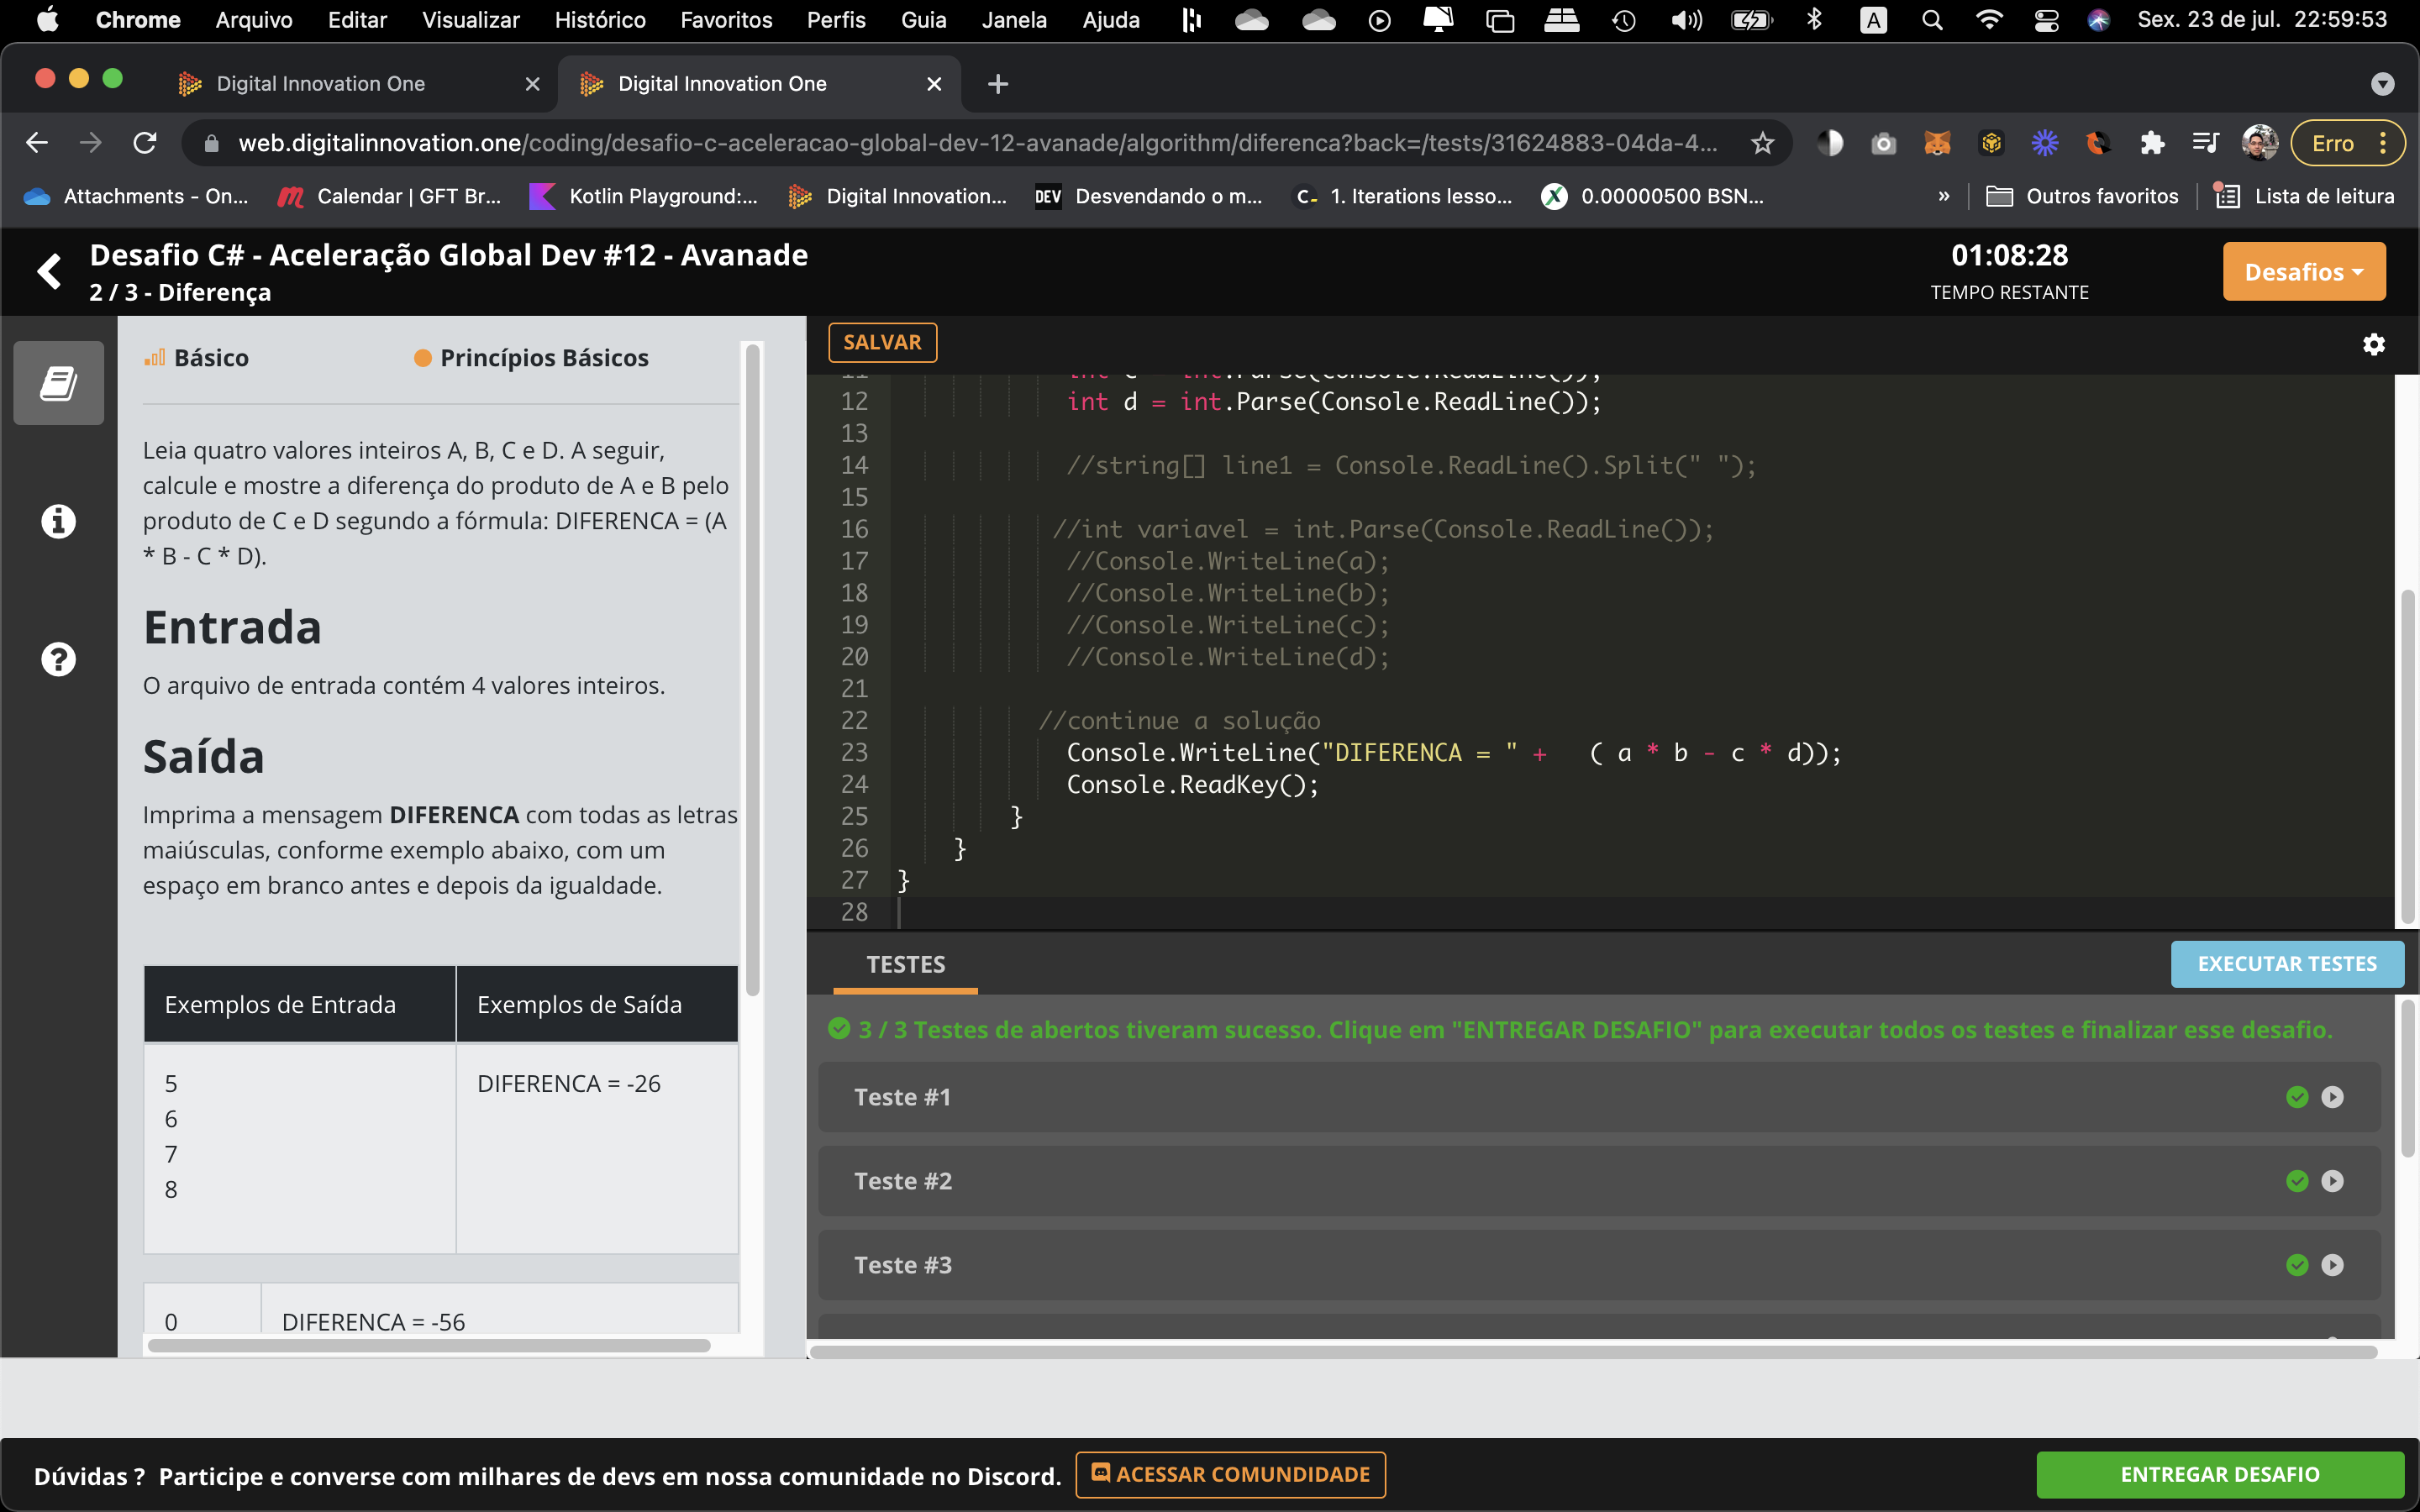 Chrome Arquivo Editar Visualizar Histórico Favoritos Perfis Guia Janela Ajuda A Sex. 23 de jul. 22:59:53
Digital Innovation One
Digital Innovation One
web.digitalinnovation.one/coding/desafio-c-aceleracao-global-dev-12-avanade/algorithm/diferenca?back=/tests/31624883-04da-4...
Erro
Attachments - On...
Calendar | GFT Br...
Kotlin Playground:...
Digital Innovation...
DEV Desvendando o m...
C. 1. Iterations lesso...
X 0.00000500 BSN...
»
Outros favoritos
Lista de leitura
Desafio C# - Aceleração Global Dev #12 - Avanade
2 / 3 - Diferença
01:08:28
TEMPO RESTANTE
Desafios
Básico
Princípios Básicos
Leia quatro valores inteiros A, B, C e D. A seguir,
calcule e mostre a diferença do produto de A e B pelo
produto de C e D segundo a fórmula: DIFERENCA = (A
* B - C * D).
Entrada
O arquivo de entrada contém 4 valores inteiros.
Saída
Imprima a mensagem DIFERENCA com todas as letras
maiúsculas, conforme exemplo abaixo, com um
espaço em branco antes e depois da igualdade.
Exemplos de Entrada
Exemplos de Saída
5
6
7
8
DIFERENCA = -26
0
DIFERENCA = -56
SALVAR
11 int c = int.Parse(Console.ReadLine());
12 int d = int.Parse(Console.ReadLine());
13
14 //string[] line1 = Console.ReadLine().Split(" ");
15
16 //int variavel = int.Parse(Console.ReadLine());
17 //Console.WriteLine(a);
18 //Console.WriteLine(b);
19 //Console.WriteLine(c);
20 //Console.WriteLine(d);
21
22 //continue a solução
23 Console.WriteLine("DIFERENCA = " +   ( a * b - c * d));
24 Console.ReadKey();
25 }
26 }
27 }
28
TESTES
EXECUTAR TESTES
3 / 3 Testes de abertos tiveram sucesso. Clique em "ENTREGAR DESAFIO" para executar todos os testes e finalizar esse desafio.
Teste #1
Teste #2
Teste #3
Dúvidas ? Participe e converse com milhares de devs em nossa comunidade no Discord.
ACESSAR COMUNDIDADE
ENTREGAR DESAFIO